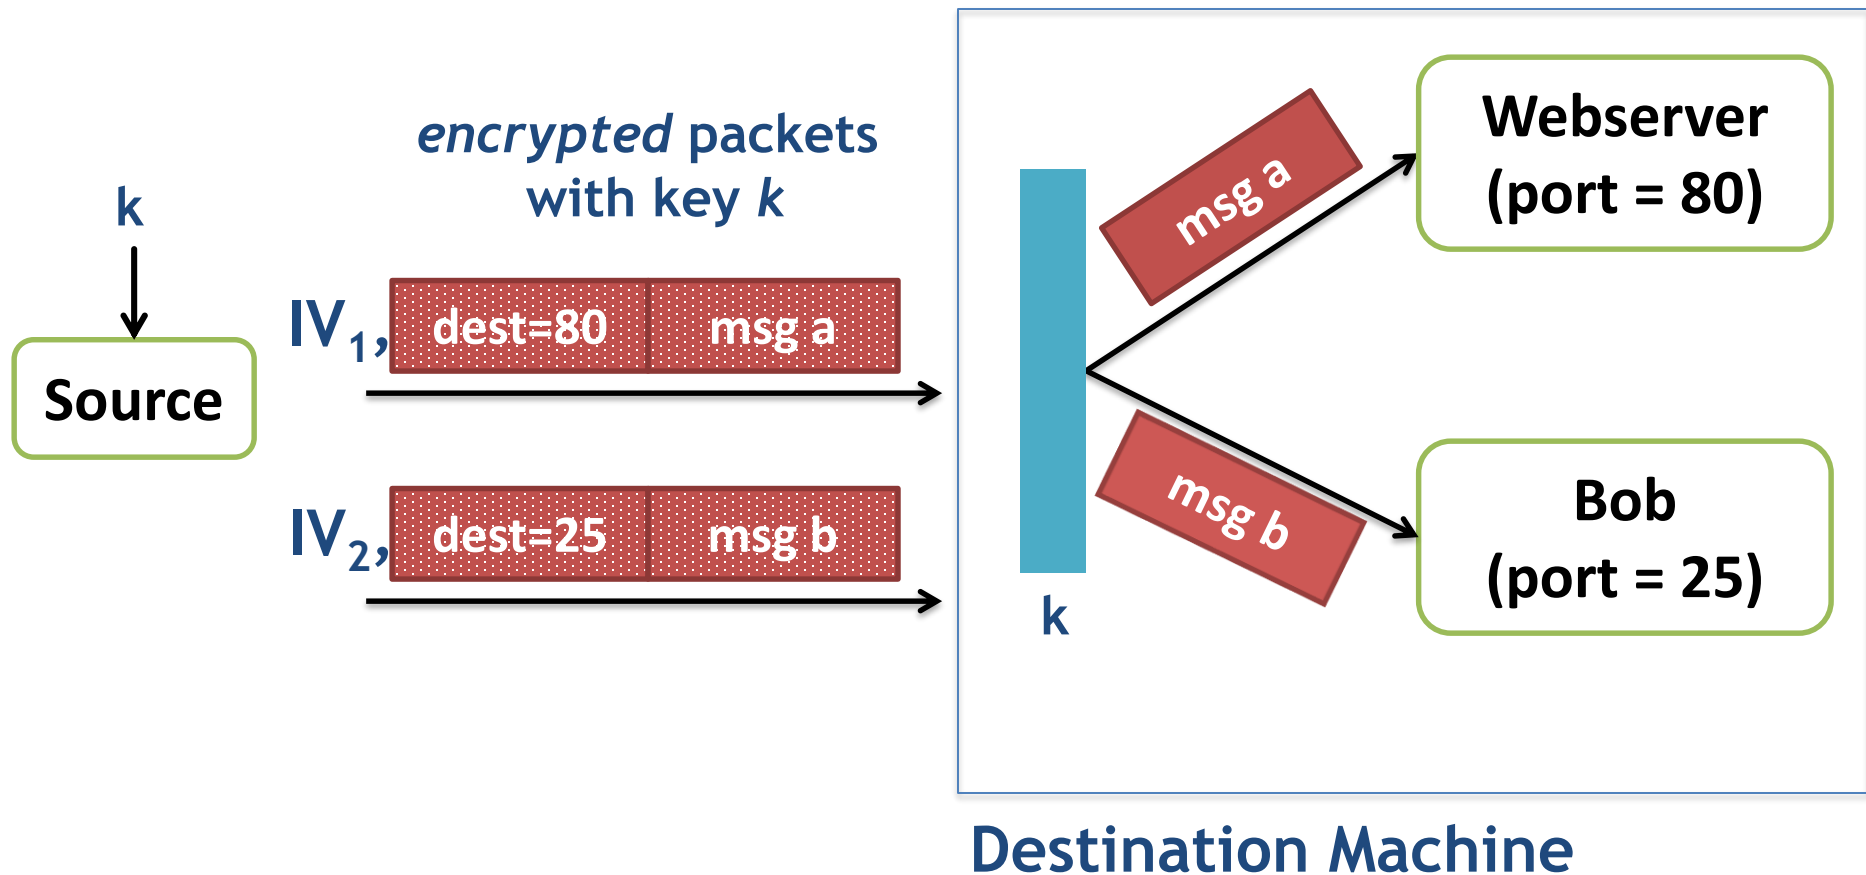 encrypted packets
with key k
k
Source
IV1, dest=80 msg a
IV2, dest=25 msg b
msg a
msg b
k
Webserver
(port = 80)
Bob
(port = 25)
Destination Machine